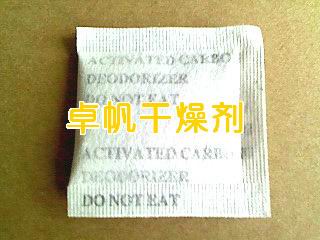 ACTIVATED CARBO
DEODORIZER
DO NOT EAT
卓帆干燥剂
ACTIVATED CARBO
DEODORIZER
DO NOT EAT